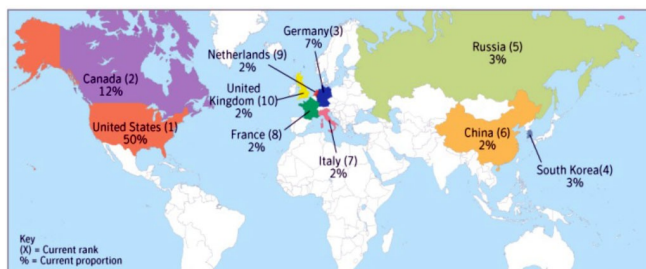 Germany(3)
7%
Netherlands (9)
2%
Russia (5)
3%
Canada (2)
12%
United
Kingdom (10)
2%
United States (1)
50%
France (8)
2%
China (6)
2%
Italy (7)
2%
South Korea(4)
3%
Key
(X) = Current rank
% = Current proportion